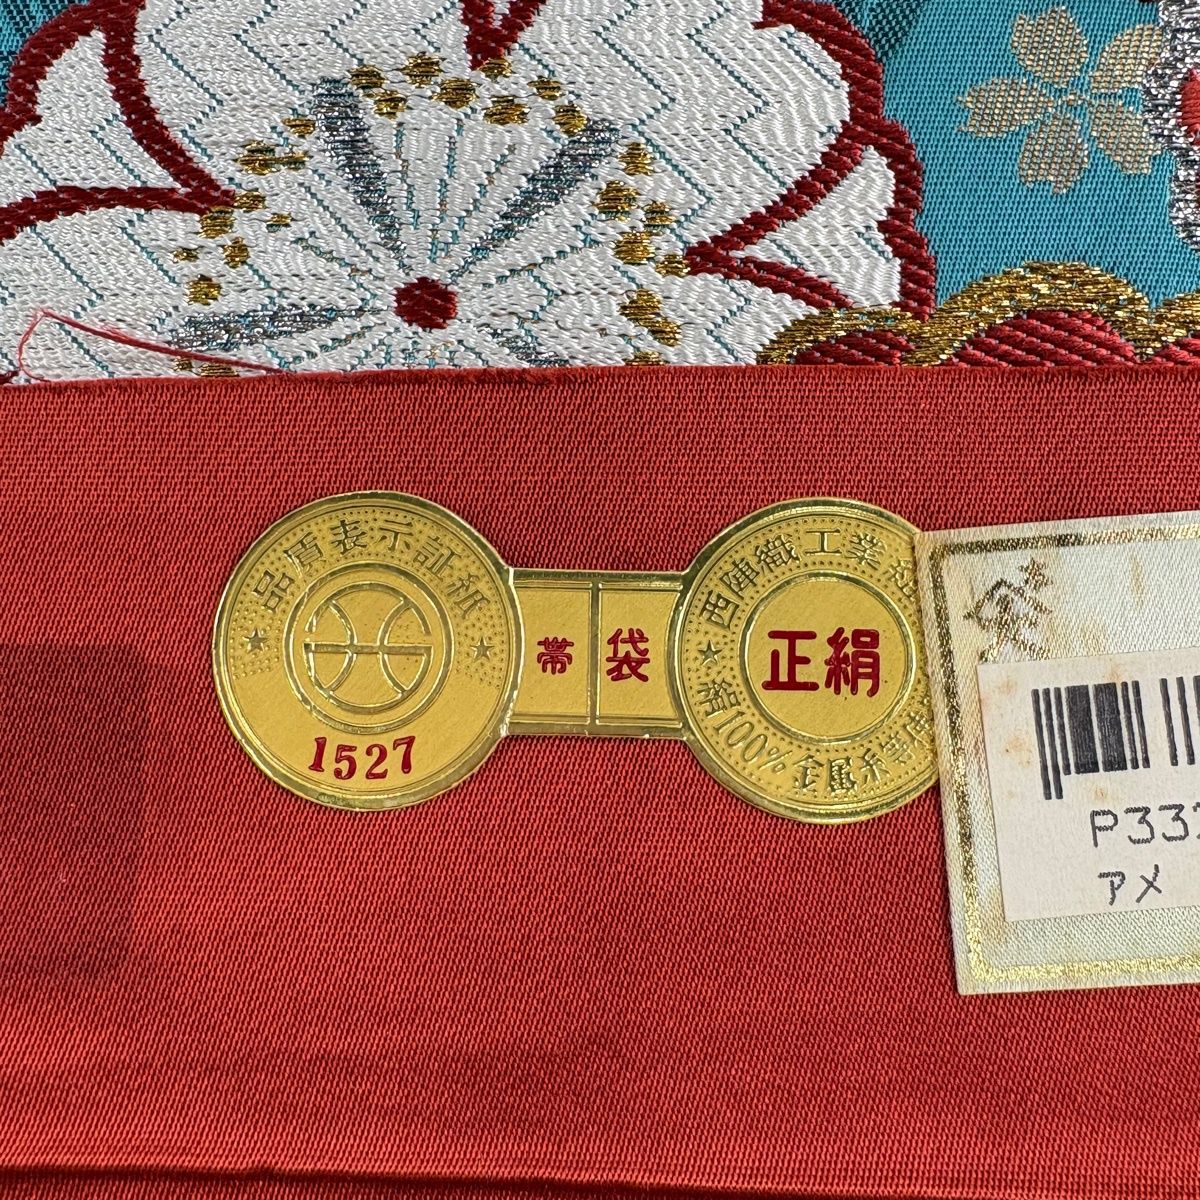 品質表示証紙
1527
帯 袋
西陣織工業組
正絹
絹100%金属糸等使
P33
アメ